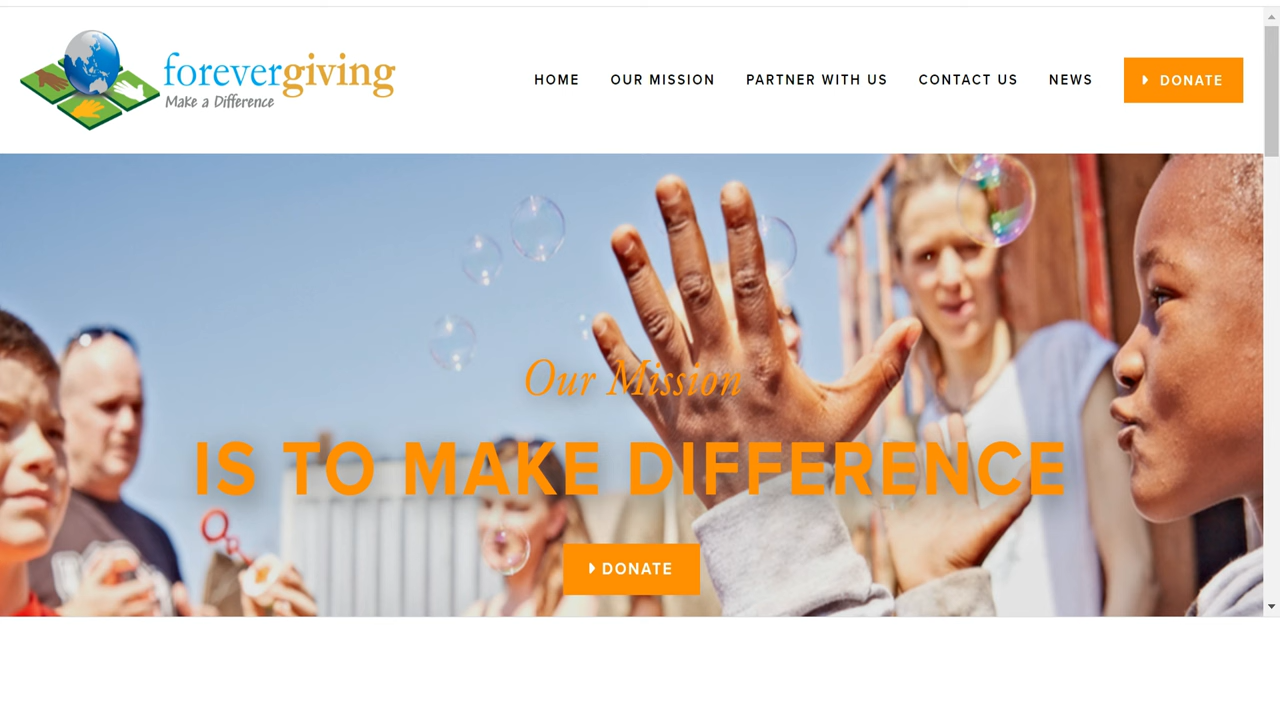 forevergiving
Make a Difference
HOME OUR MISSION PARTNER WITH US CONTACT US NEWS DONATE
Our Mission
IS TO MAKE DIFFERENCE
DONATE